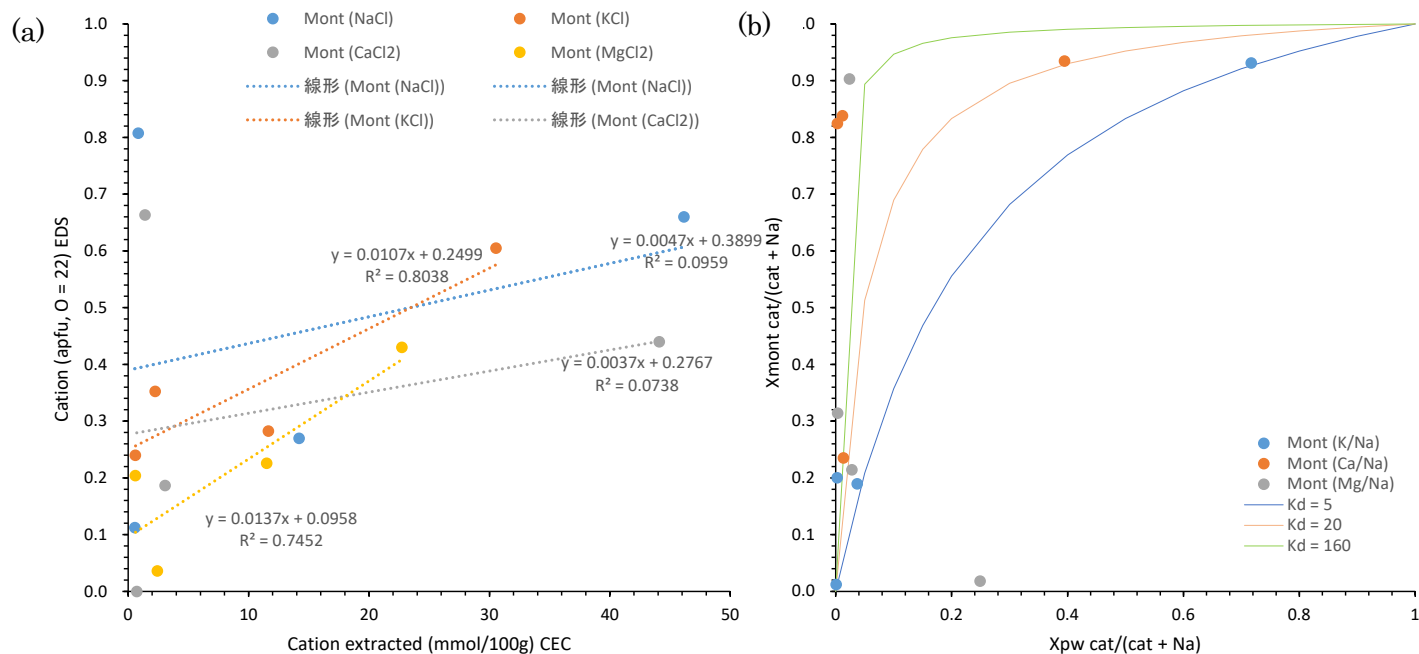 (a)
Mont (NaCl)
Mont (KCl)
Mont (CaCl2)
Mont (MgCl2)
線形 (Mont (NaCl))
線形 (Mont (NaCl))
線形 (Mont (KCl))
線形 (Mont (CaCl2))
1.0
0.9
0.8
0.7
0.6
0.5
0.4
0.3
0.2
0.1
0.0
Cation (apfu, O = 22) EDS
y = 0.0107x + 0.2499
R² = 0.8038
y = 0.0047x + 0.3899
R² = 0.0959
y = 0.0037x + 0.2767
R² = 0.0738
y = 0.0137x + 0.0958
R² = 0.7452
0
10
20
30
40
50
Cation extracted (mmol/100g) CEC
(b)
.0
0.9
0.8
0.7
0.6
0.5
0.4
0.3
0.2
0.1
0.0
Xmont cat/(cat + Na)
Mont (K/Na)
Mont (Ca/Na)
Mont (Mg/Na)
Kd = 5
Kd = 20
Kd = 160
0
0.2
0.4
0.6
0.8
1
Xpw cat/(cat + Na)